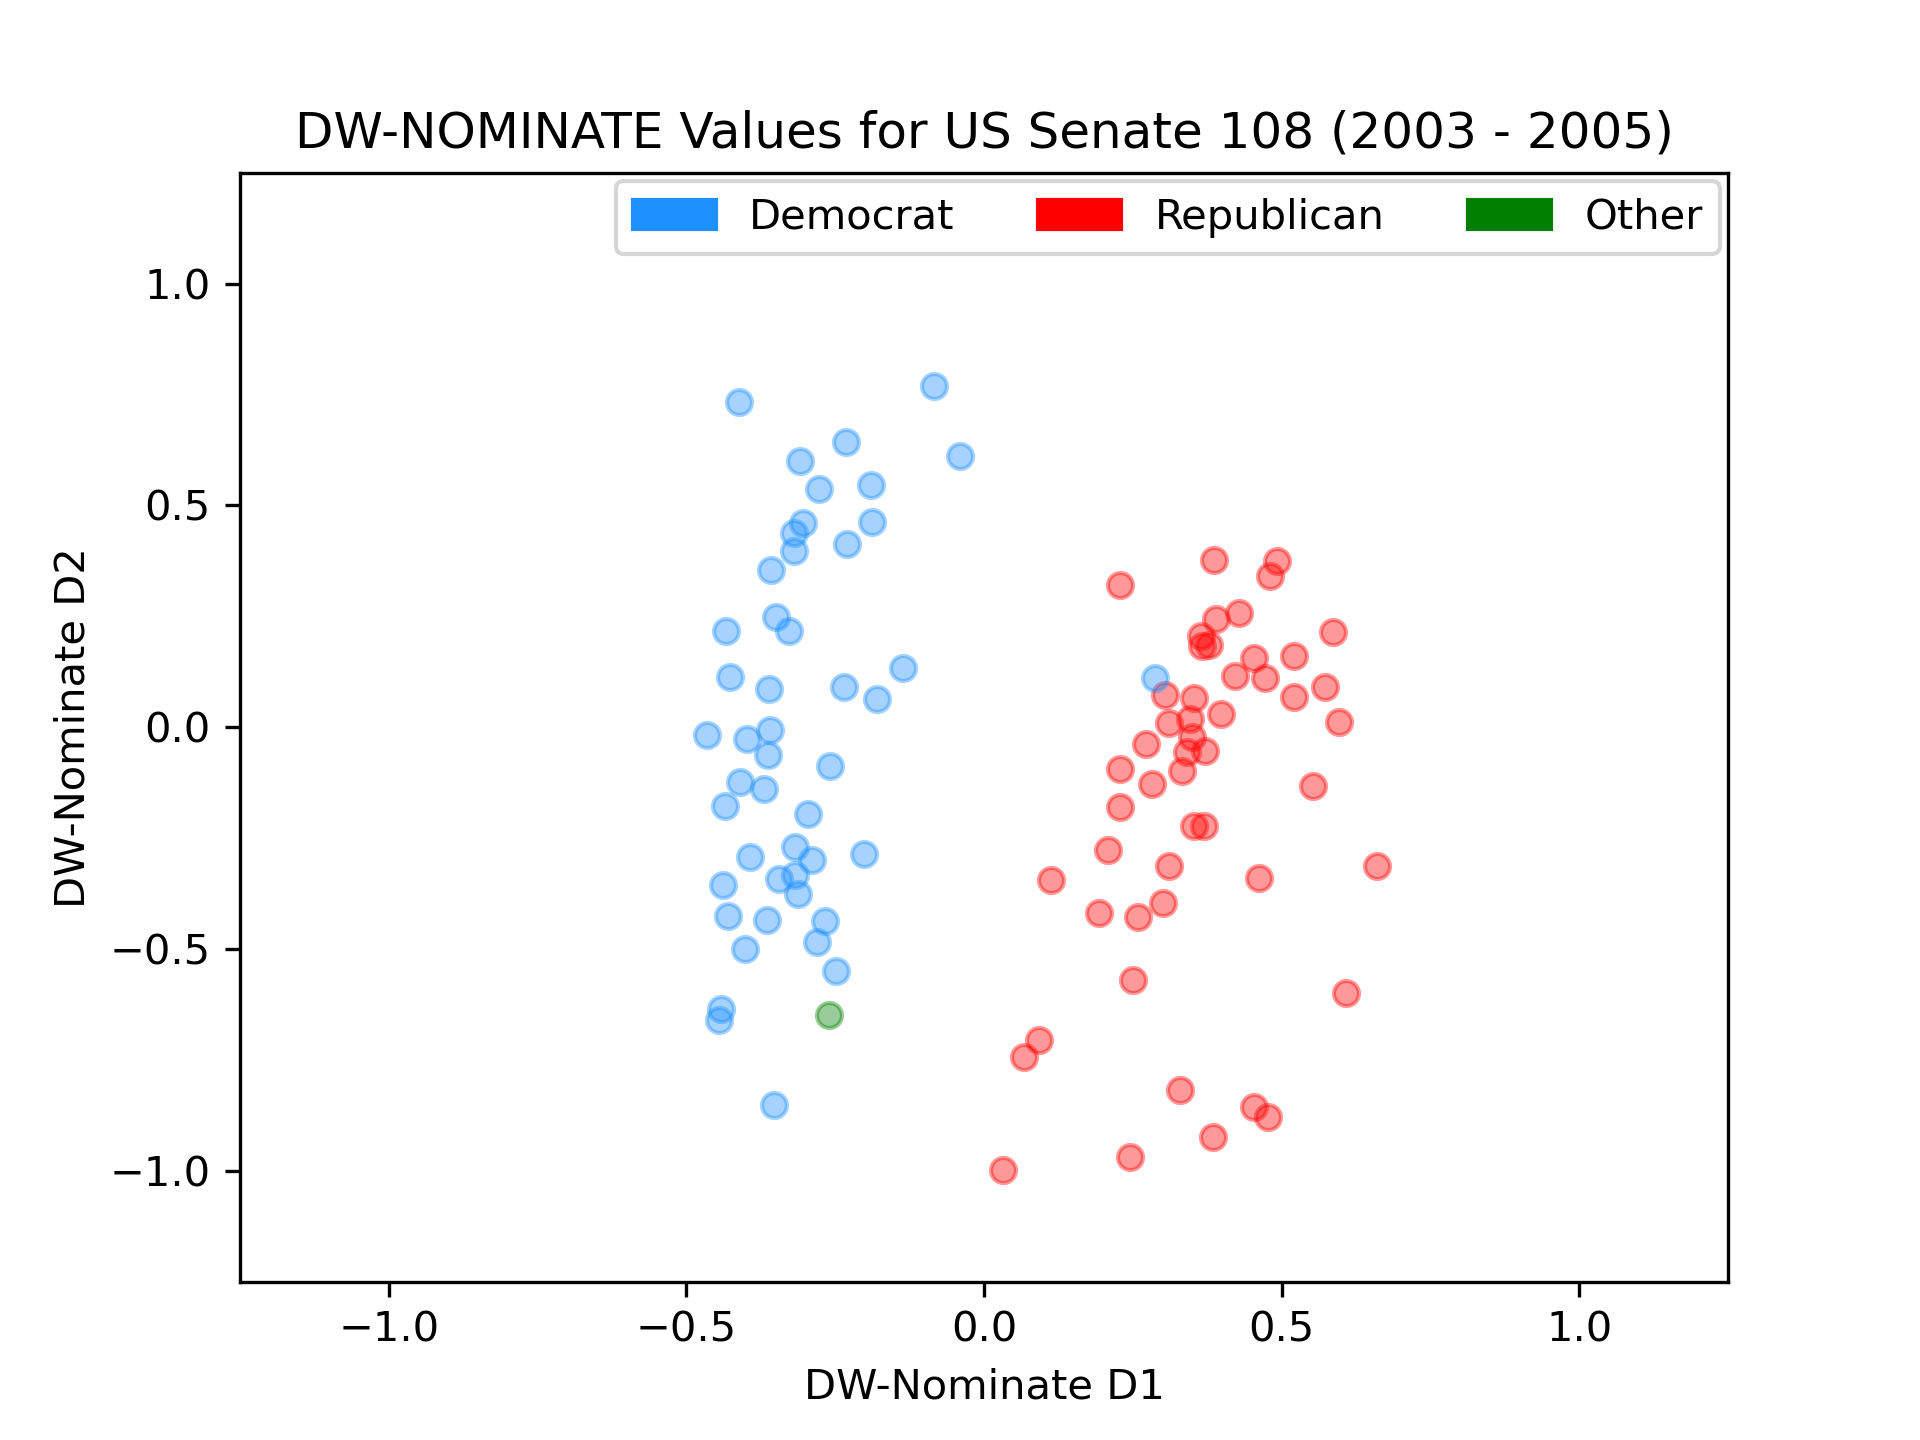 DW-NOMINATE Values for US Senate 108 (2003 - 2005)
Democrat Republican Other
1.0
0.5
0.0
−0.5
−1.0
DW-Nominate D2
−1.0 −0.5 0.0 0.5 1.0
DW-Nominate D1